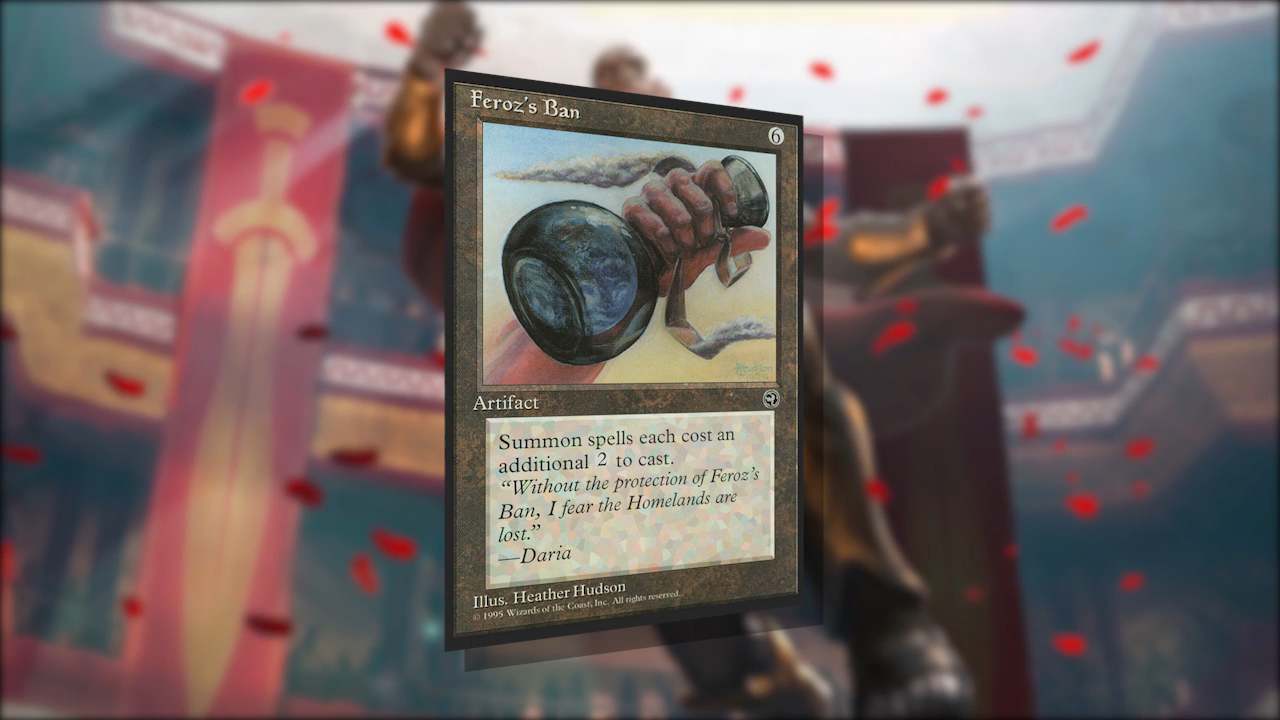 Feroz's Ban
6
Hudson
Artifact
Summon spells each cost an
additional 2 to cast.
“Without the protection of Feroz's
Ban, I fear the Homelands are
lost.”
—Daria
Illus. Heather Hudson
© 1995 Wizards of the Coast, Inc. All rights reserved.